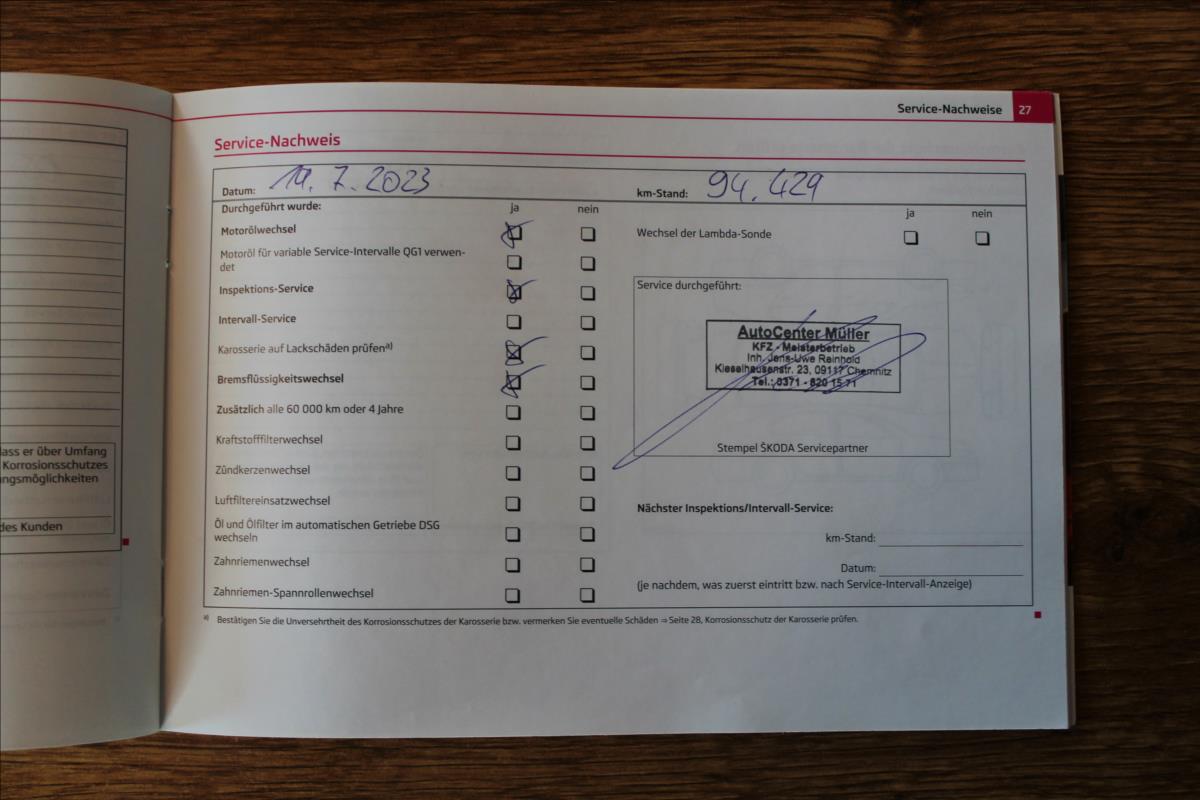 Service-Nachweise 27
Service-Nachweis
Datum: 19. 7. 2023
km-Stand: 94.429
Durchgeführt wurde: ja nein
ja nein
Motorölwechsel
Wechsel der Lambda-Sonde
Motoröl für variable Service-Intervalle QG1 verwen-
det
Inspektions-Service
Service durchgeführt:
Intervall-Service
AutoCenter Müller
KFZ - Meisterbetrieb
Inh. Jens-Uwe Reinhold
Kieselhausenstr. 23, 09117 Chemnitz
Tel.: 0371 - 820 15 71
Karosserie auf Lackschäden prüfen a)
Bremsflüssigkeitswechsel
Zusätzlich alle 60 000 km oder 4 Jahre
Kraftstofffilterwechsel
Stempel ŠKODA Servicepartner
Zündkerzenwechsel
Luftfiltereinsatzwechsel
Nächster Inspektions/Intervall-Service:
Öl und Ölfilter im automatischen Getriebe DSG
wechseln
km-Stand:
Zahnriemenwechsel
Datum:
(je nachdem, was zuerst eintritt bzw. nach Service-Intervall-Anzeige)
Zahnriemen-Spannrollenwechsel
a) Bestätigen Sie die Unversehrtheit des Korrosionsschutzes der Karosserie bzw. vermerken Sie eventuelle Schäden ⇒ Seite 28, Korrosionsschutz der Karosserie prüfen.
ass er über Umfang
Korrosionsschutzes
ngsmöglichkeiten
des Kunden